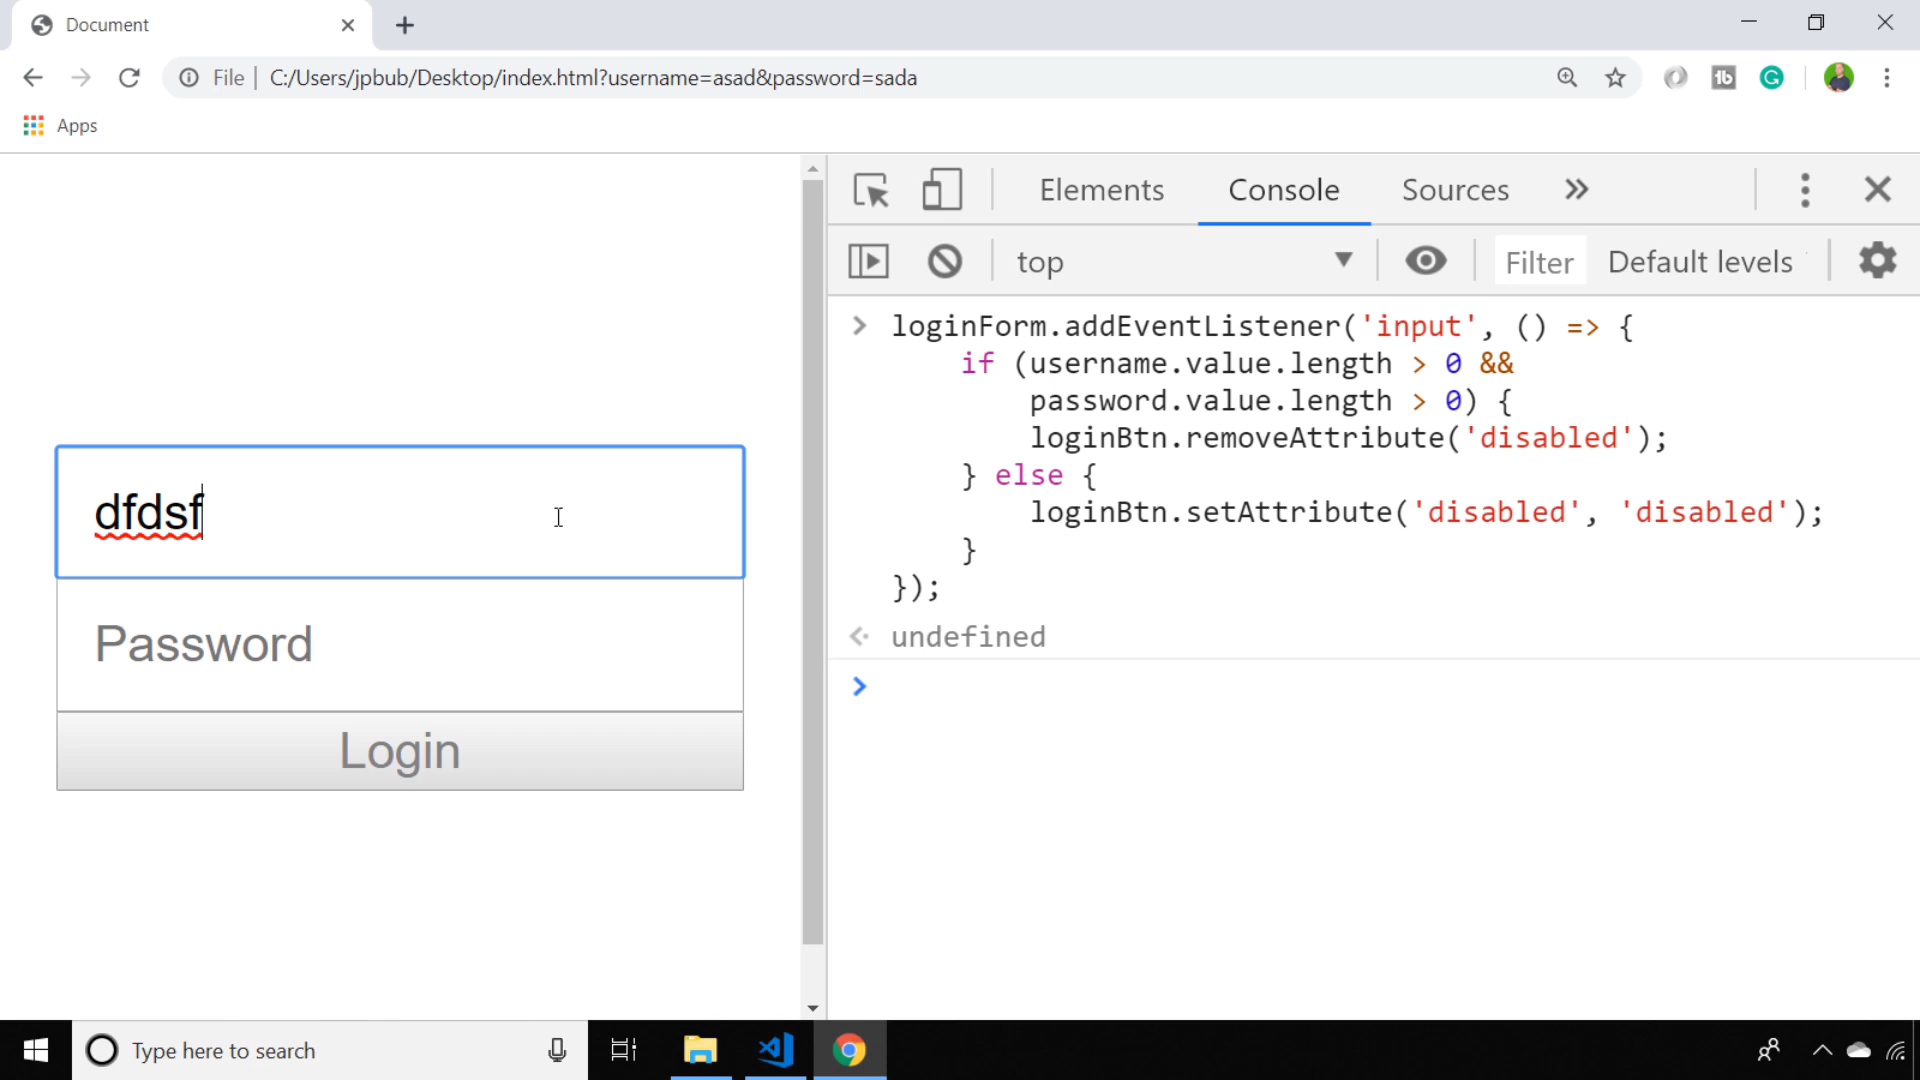 Document
File
C:/Users/jpbub/Desktop/index.html?username=asad&password=sada
Apps
Elements
Console
Sources
top
Filter
Default levels
loginForm.addEventListener('input', () => {
if (username.value.length > 0 &&
password.value.length > 0) {
loginBtn.removeAttribute('disabled');
} else {
loginBtn.setAttribute('disabled', 'disabled');
}
});
undefined
dfdsf
Password
Login
Type here to search